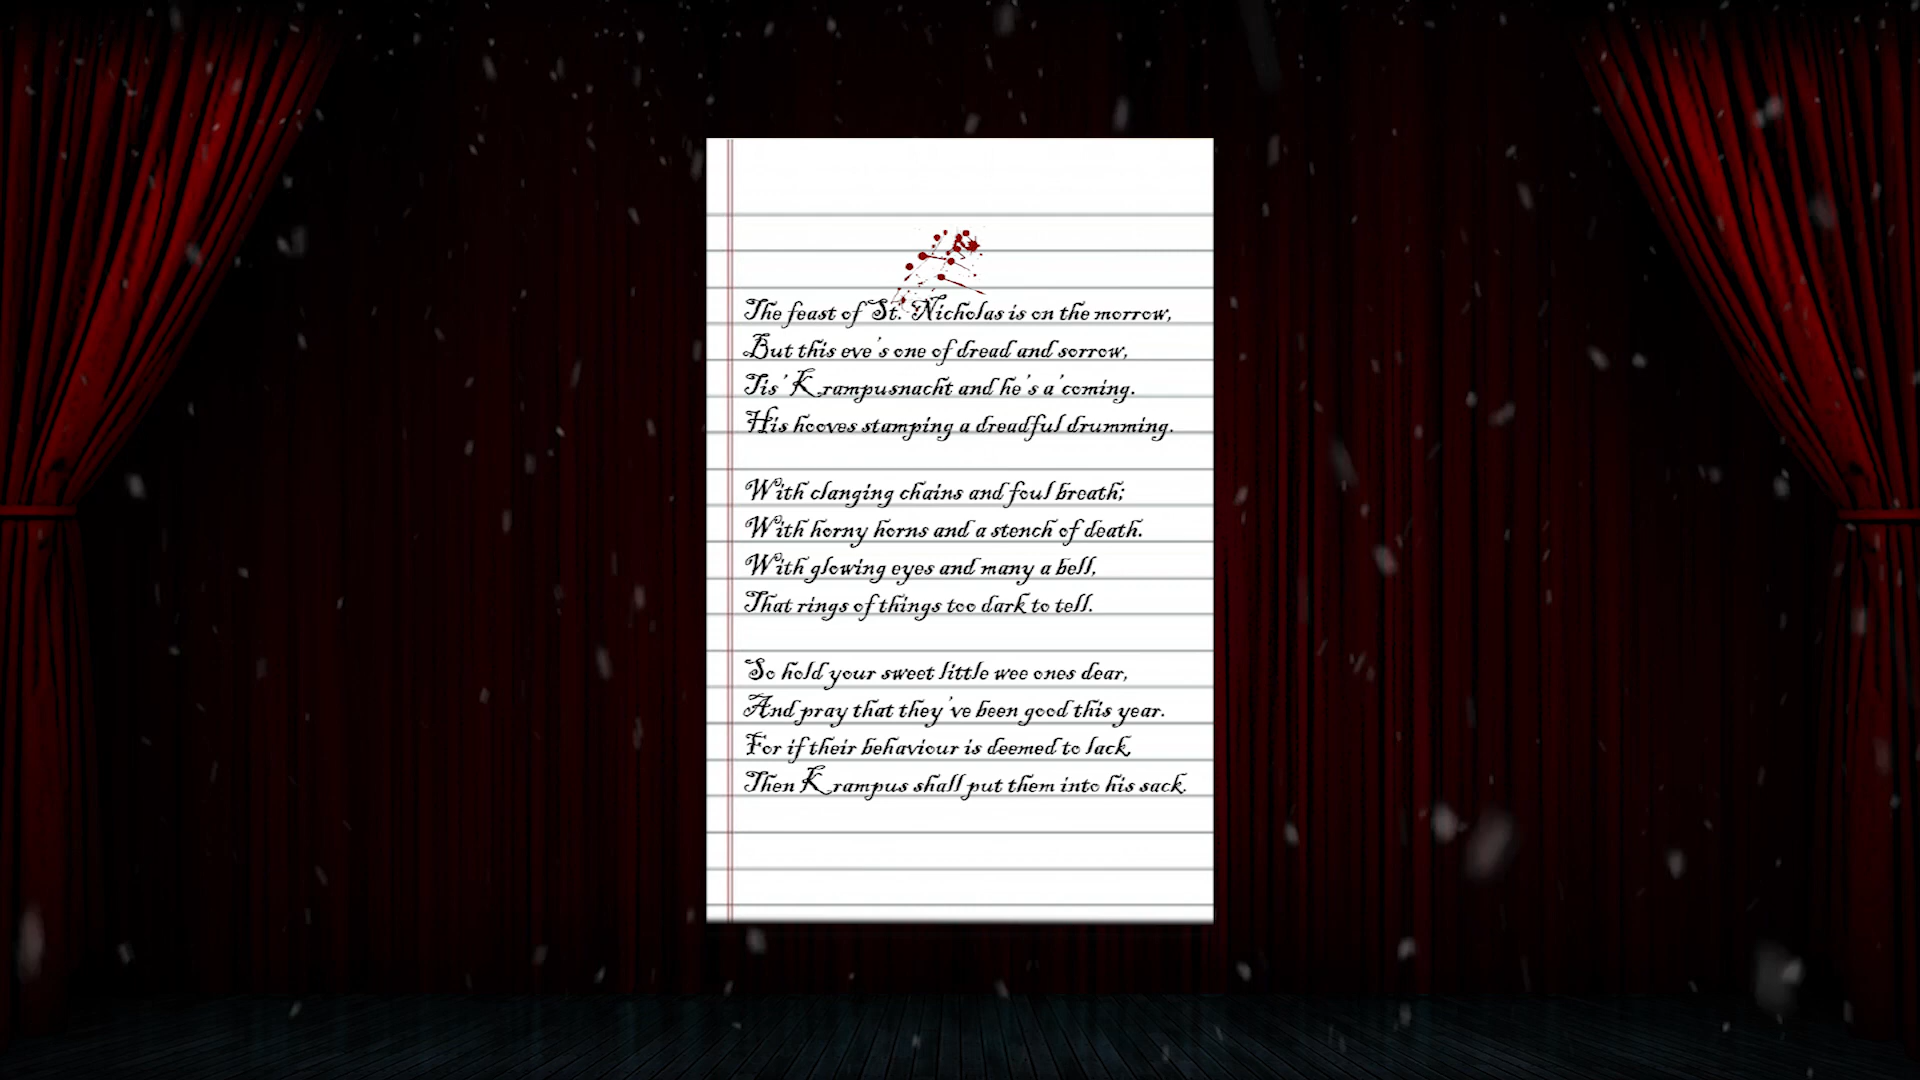 The feast of St. Nicholas is on the morrow,
But this eve's one of dread and sorrow,
Tis' Krampusnacht and he's a'coming.
His hooves stamping a dreadful drumming.
With clanging chains and foul breath;
With horny horns and a stench of death.
With glowing eyes and many a bell,
That rings of things too dark to tell.
So hold your sweet little wee ones dear,
And pray that they've been good this year.
For if their behaviour is deemed to lack,
Then Krampus shall put them into his sack.